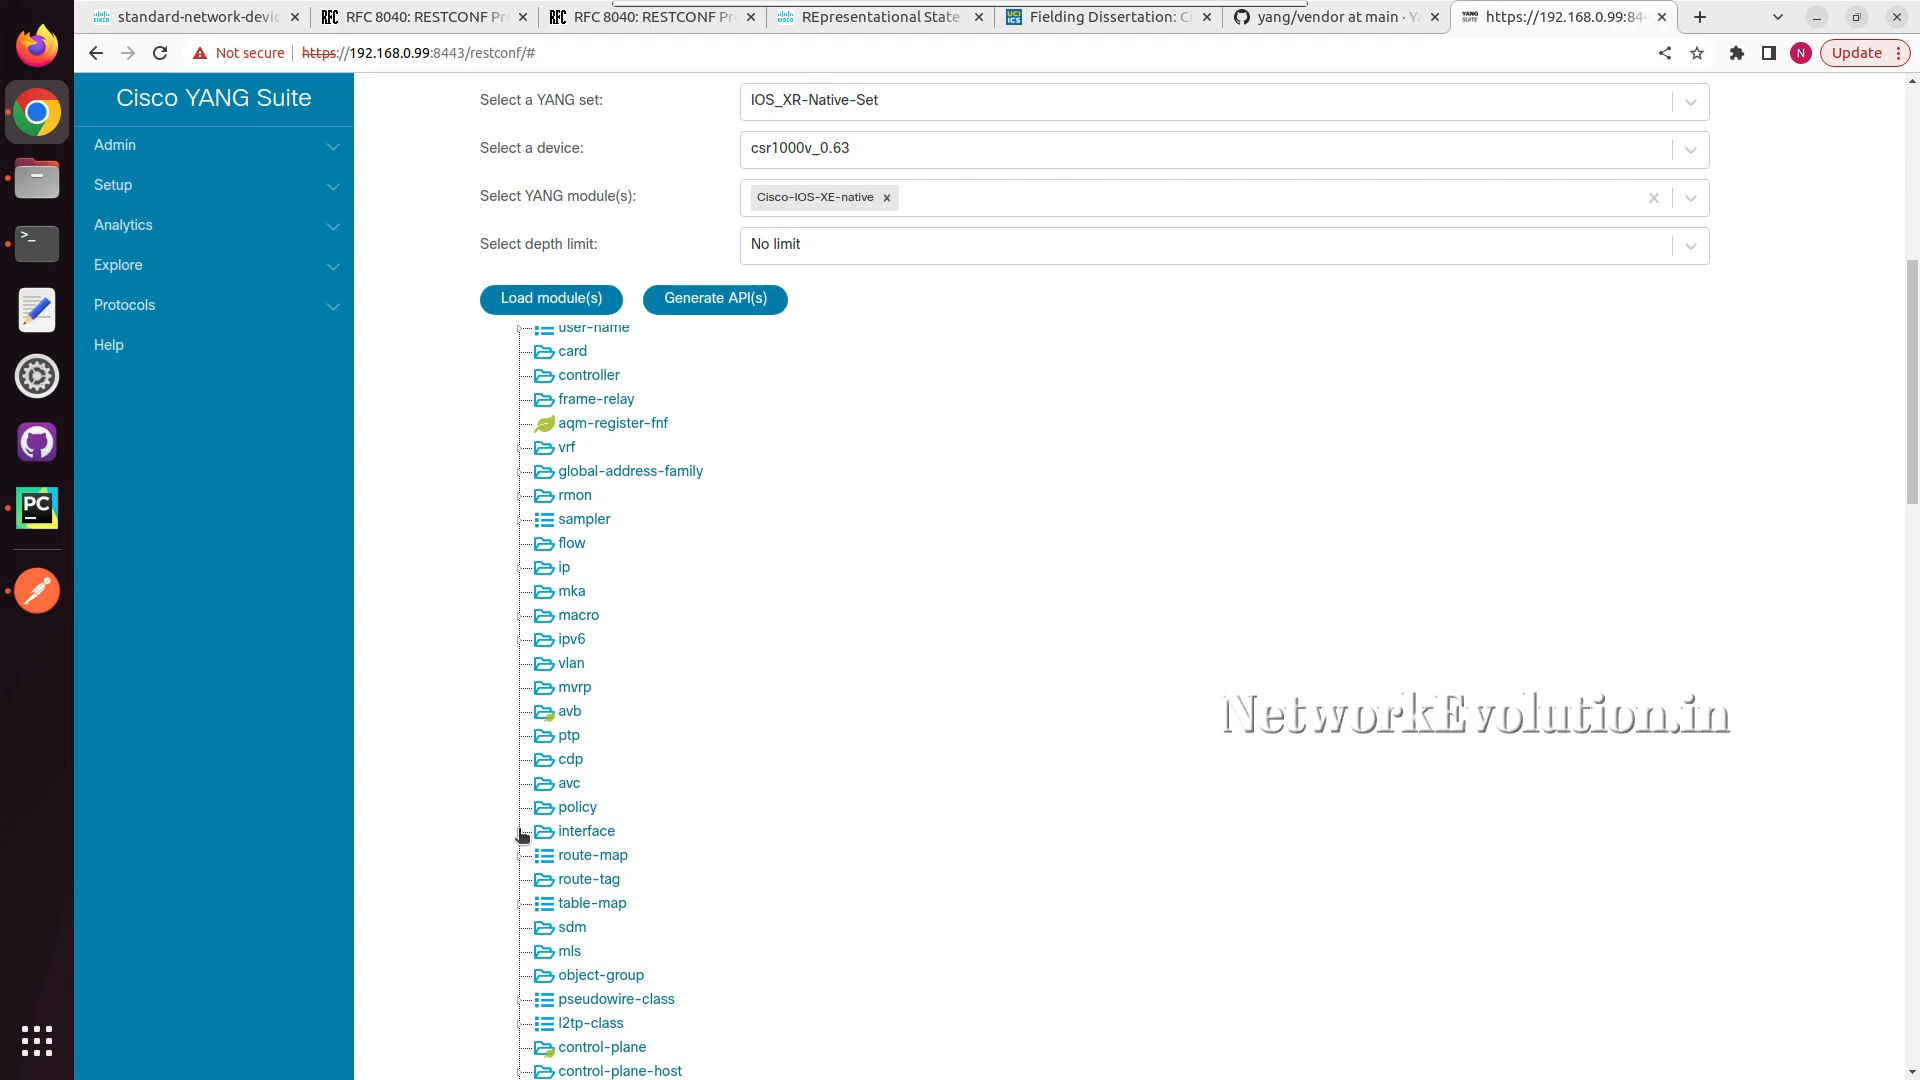 standard-network-devic
RFC 8040: RESTCONF Pro
RFC 8040: RESTCONF Pro
REpresentational State
Fielding Dissertation: C
yang/vendor at main · Y
https://192.168.0.99:844
Not secure
https://192.168.0.99:8443/restconf/#
Update
Cisco YANG Suite
Admin
Setup
Analytics
Explore
Protocols
Help
Select a YANG set:
IOS_XR-Native-Set
Select a device:
csr1000v_0.63
Select YANG module(s):
Cisco-IOS-XE-native
Select depth limit:
No limit
Load module(s)
Generate API(s)
user-name
card
controller
frame-relay
aqm-register-fnf
vrf
global-address-family
rmon
sampler
flow
ip
mka
macro
ipv6
vlan
mvrp
avb
ptp
cdp
avc
policy
interface
route-map
route-tag
table-map
sdm
mls
object-group
pseudowire-class
l2tp-class
control-plane
control-plane-host
NetworkEvolution.in